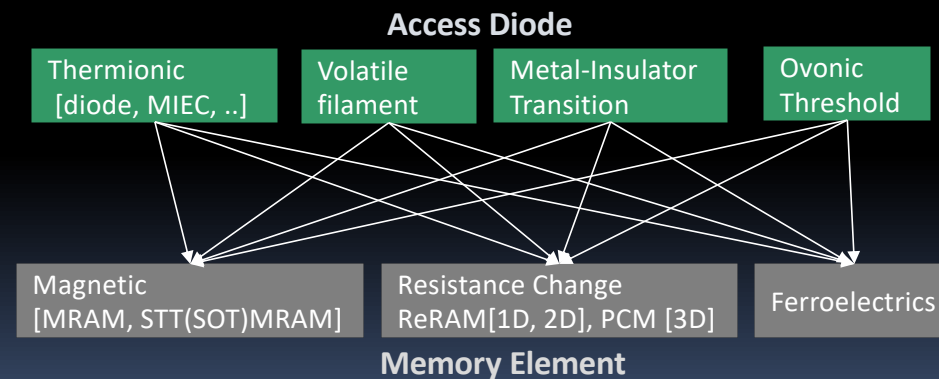 Access Diode
Thermionic
[diode, MIEC, ..]
Volatile
filament
Metal-Insulator
Transition
Ovonic
Threshold
Magnetic
[MRAM, STT(SOT)MRAM]
Resistance Change
ReRAM[1D, 2D], PCM [3D]
Ferroelectrics
Memory Element